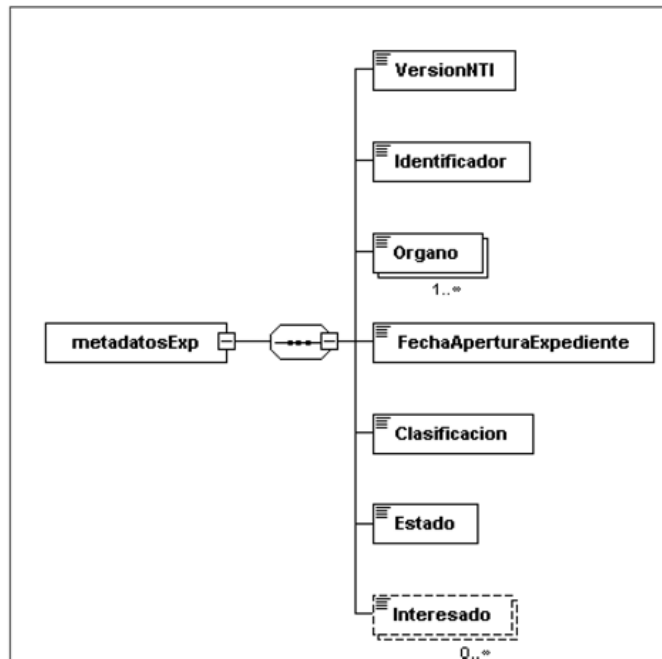 VersionNTI
Identificador
Organo
1..∞
metadatosExp
FechaAperturaExpediente
Clasificacion
Estado
Interesado
0..∞